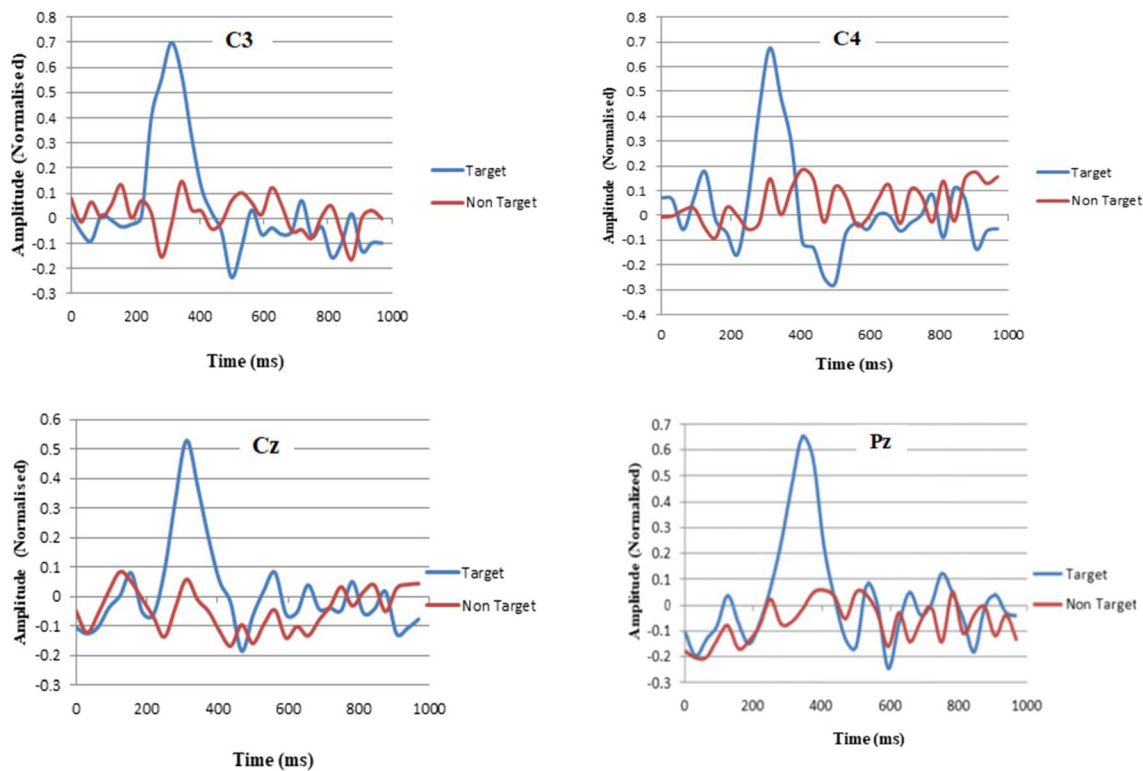 C3
Amplitude (Normalised)
0.8
0.7
0.6
0.5
0.4
0.3
0.2
0.1
0
-0.1
-0.2
-0.3
0 200 400 600 800 1000
Time (ms)
Target
Non Target
C4
Amplitude (Normalised)
0.8
0.7
0.6
0.5
0.4
0.3
0.2
0.1
0
-0.1
-0.2
-0.3
-0.4
0 200 400 600 800 1000
Time (ms)
Target
Non Target
Cz
Amplitude (Normalised)
0.6
0.5
0.4
0.3
0.2
0.1
0
-0.1
-0.2
-0.3
0 200 400 600 800 1000
Time (ms)
Target
Non Target
Pz
Amplitude (Normalized)
0.7
0.6
0.5
0.4
0.3
0.2
0.1
0
-0.1
-0.2
-0.3
0 200 400 600 800 1000
Time (ms)
Target
Non Target